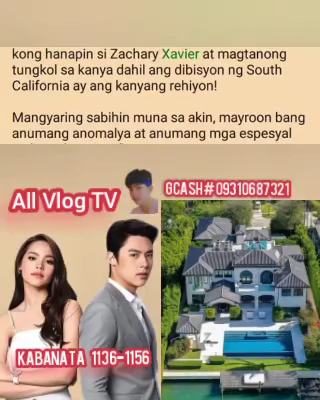 kong hanapin si Zachary Xavier at magtanong
tungkol sa kanya dahil ang dibisyon ng South
California ay ang kanyang rehiyon!
Mangyaring sabihin muna sa akin, mayroon bang
anumang anomalya at anumang mga espesyal
All Vlog TV
GCASH#09310687321
KABANATA 1136-1156